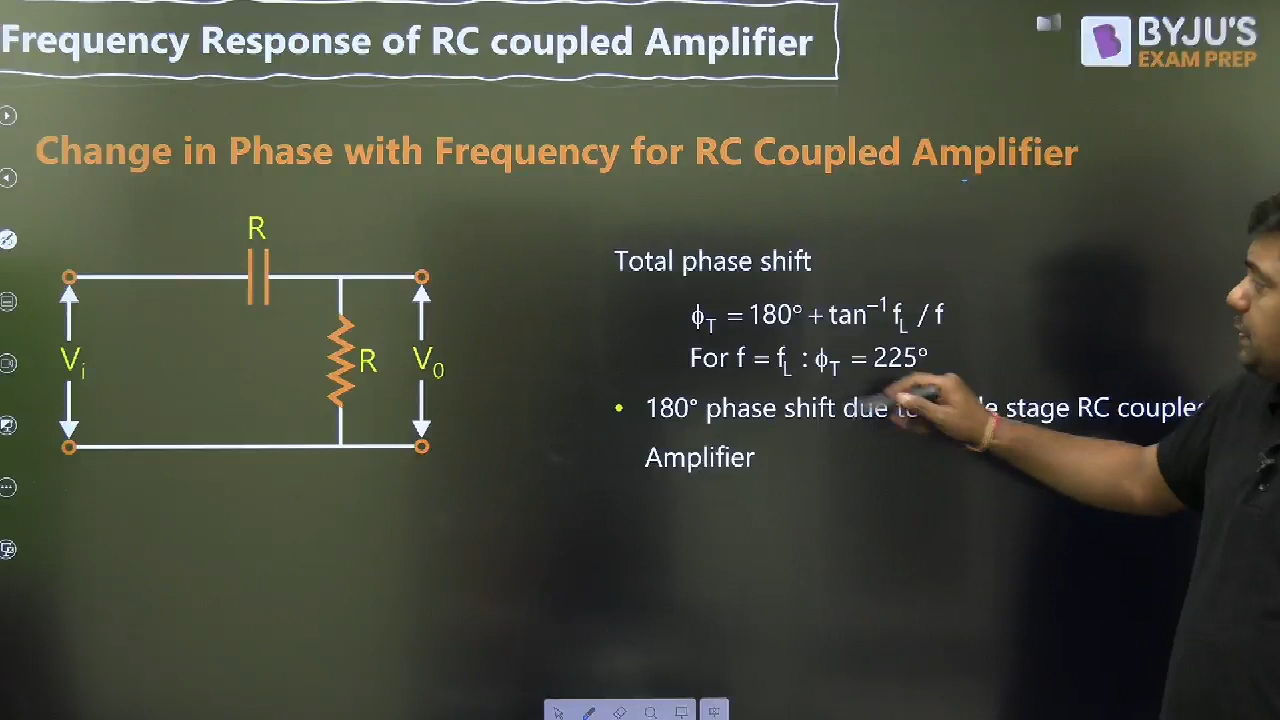 Frequency Response of RC coupled Amplifier
BYJU'S
EXAM PREP
Change in Phase with Frequency for RC Coupled Amplifier
R
Vi
R
V0
Total phase shift
ϕT = 180° + tan⁻¹ fL / f
For f = fL : ϕT = 225°
• 180° phase shift due stage RC coupled
Amplifier